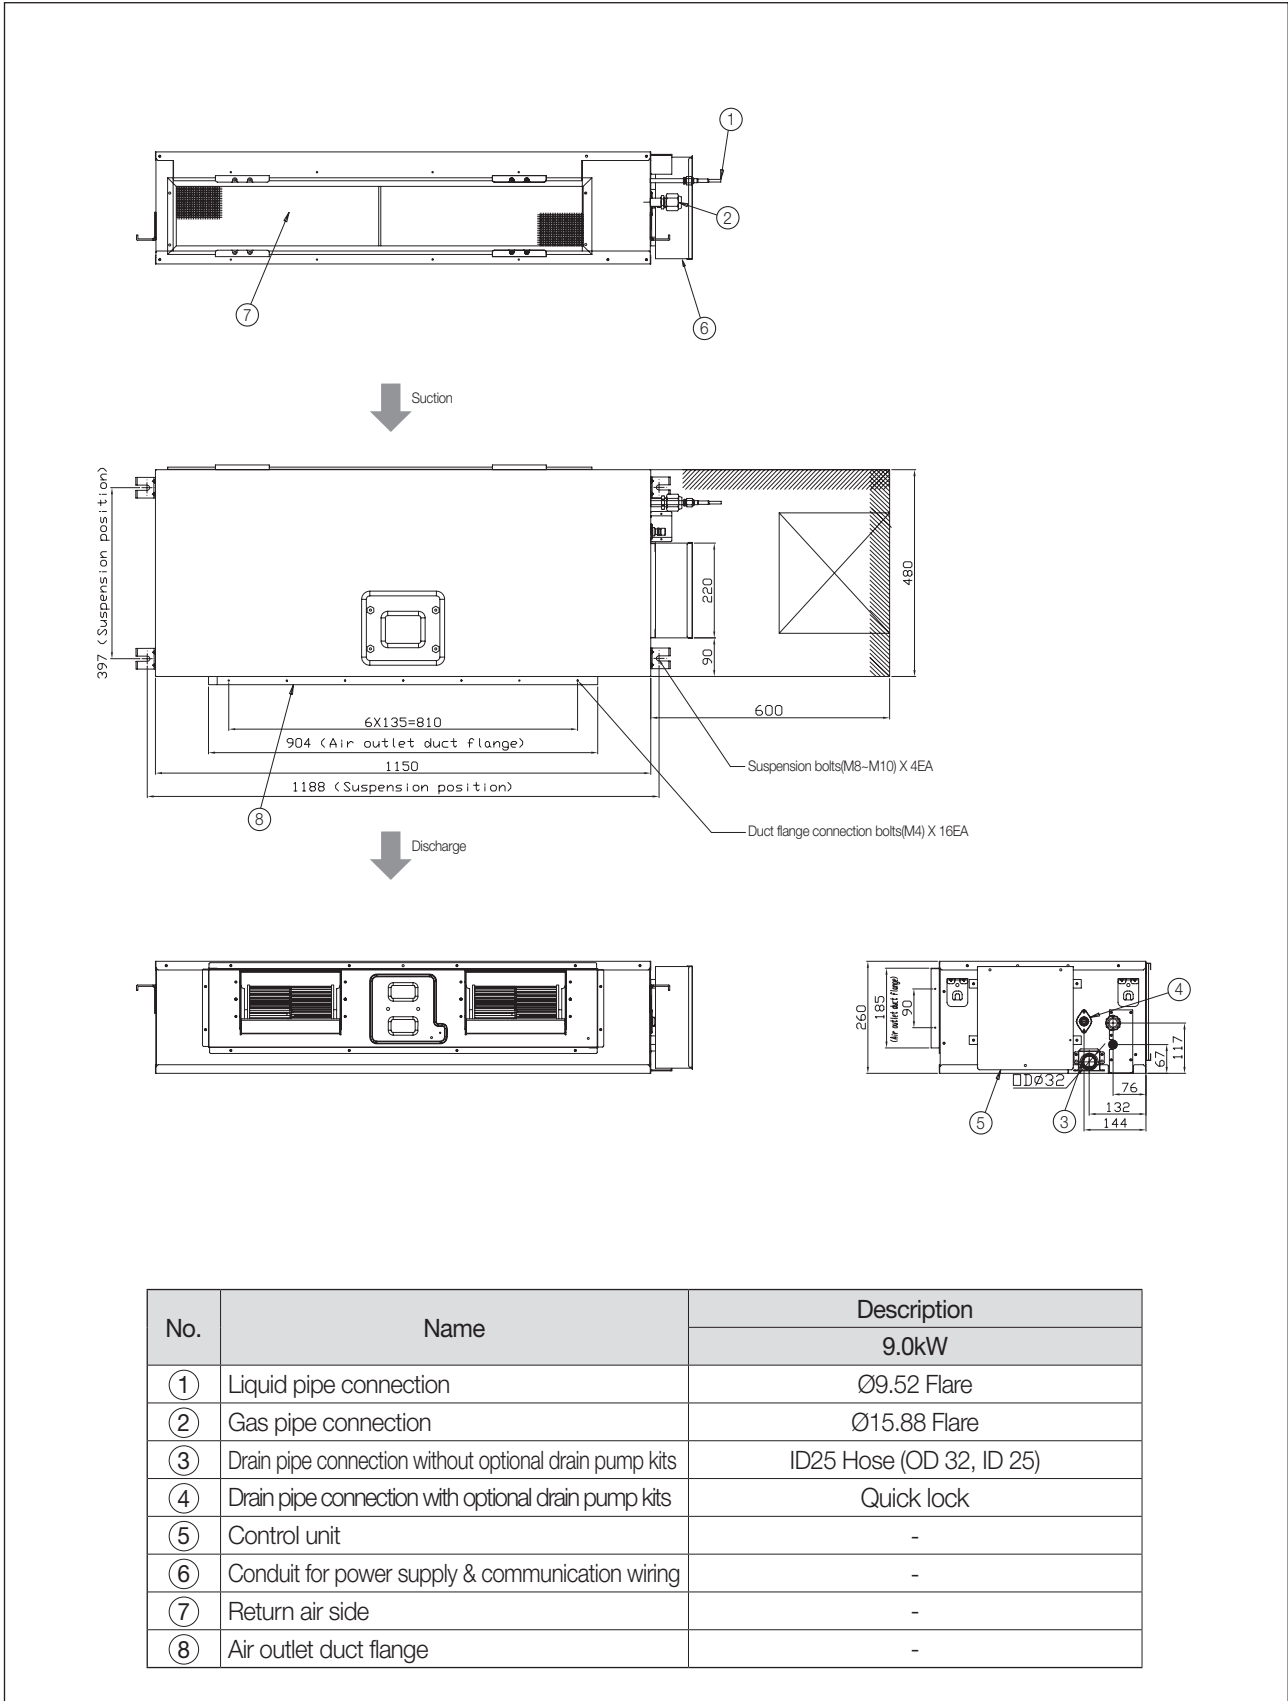 1
2
7
6
Suction
397 (Suspension position)
220
90
480
600
6X135=810
904 (Air outlet duct flange)
1150
1188 (Suspension position)
Suspension bolts(M8~M10) X 4EA
8
Duct flange connection bolts(M4) X 16EA
Discharge
260
185
(Air outlet duct flange)
90
4
67
117
ODø32
76
132
144
5
3
No.
Name
Description
9.0kW
1 Liquid pipe connection Ø9.52 Flare
2 Gas pipe connection Ø15.88 Flare
3 Drain pipe connection without optional drain pump kits ID25 Hose (OD 32, ID 25)
4 Drain pipe connection with optional drain pump kits Quick lock
5 Control unit -
6 Conduit for power supply & communication wiring -
7 Return air side -
8 Air outlet duct flange -